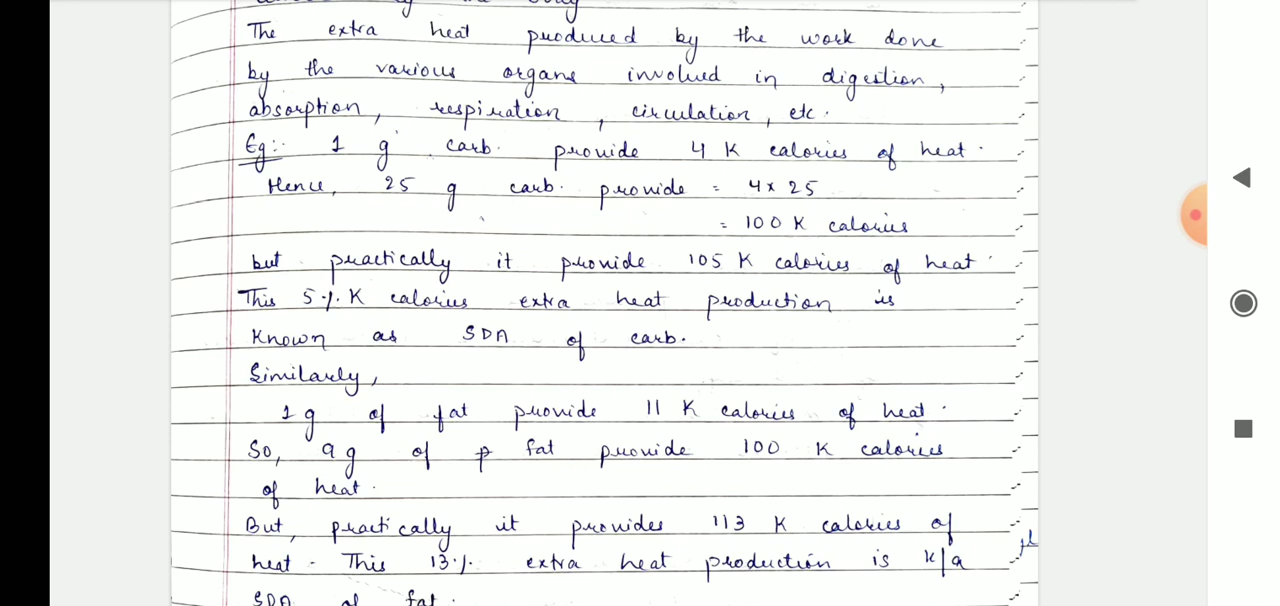 The extra heat produced by the work done
by the various organs involved in digestion,
absorption, respiration, circulation, etc.
Eg:- 1 g carb. provide 4 K calories of heat.
Hence, 25 g carb. provide = 4 x 25
= 100 K calories
but practically it provide 105 K calories of heat.
This 5% K calories extra heat production is
known as SDA of carb.
Similarly,
1g of fat provide 11 K calories of heat.
So, 9g of p fat provide 100 K calories
of heat.
But, practically it provides 113 K calories of
heat. This 13% extra heat production is k/a
SDA of fat.